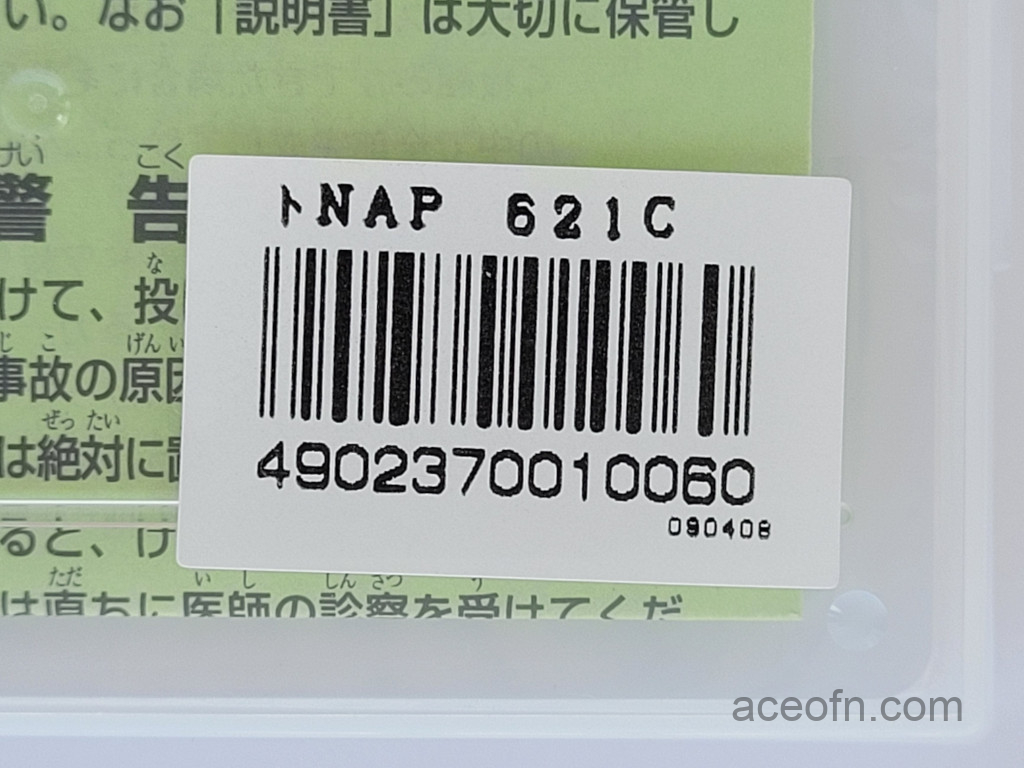 い。なお「説明書」は大切に保管し
けい こく
警 告
な
けて、投
じ こ げん い
事故の原因
ぜっ たい
は絶対に
トNAP 621C
4902370010060
090408
ると、け
ただ い し しん さつ う
は直ちに医師の診察を受けてくだ
aceofn.com